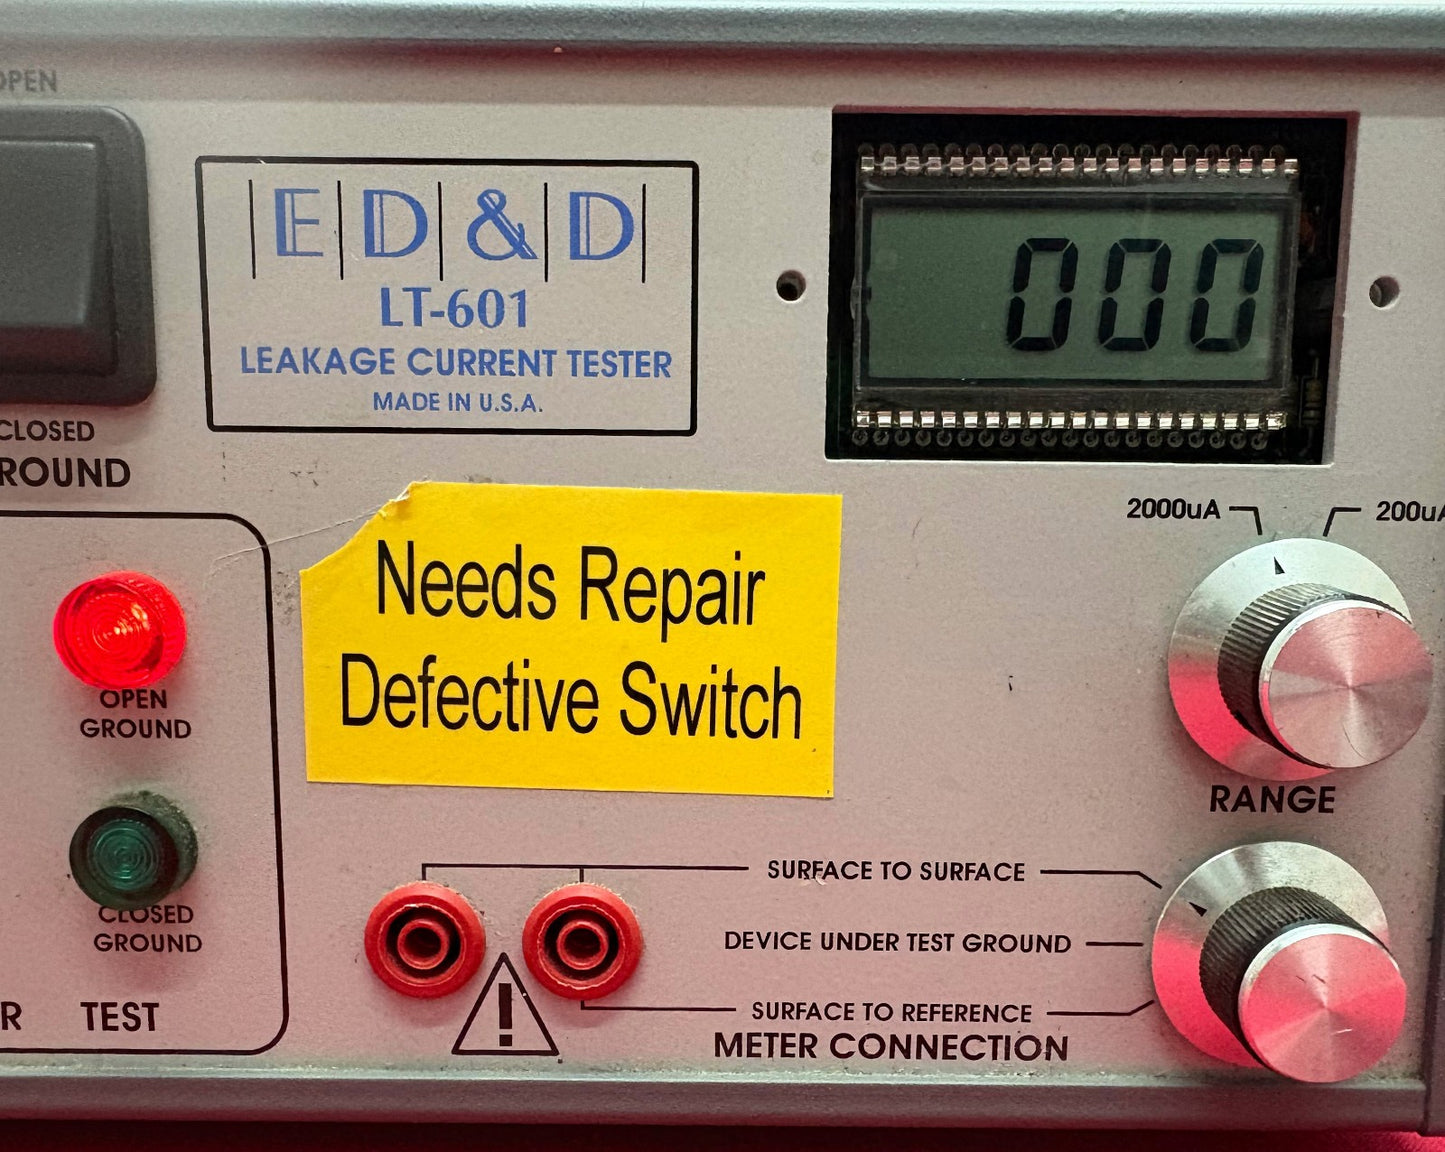 OPEN
ED&D
LT-601
LEAKAGE CURRENT TESTER
MADE IN U.S.A.
000
CLOSED
ROUND
2000uA
200uA
Needs Repair
Defective Switch
OPEN
GROUND
RANGE
CLOSED
GROUND
SURFACE TO SURFACE
DEVICE UNDER TEST GROUND
SURFACE TO REFERENCE
R TEST
METER CONNECTION